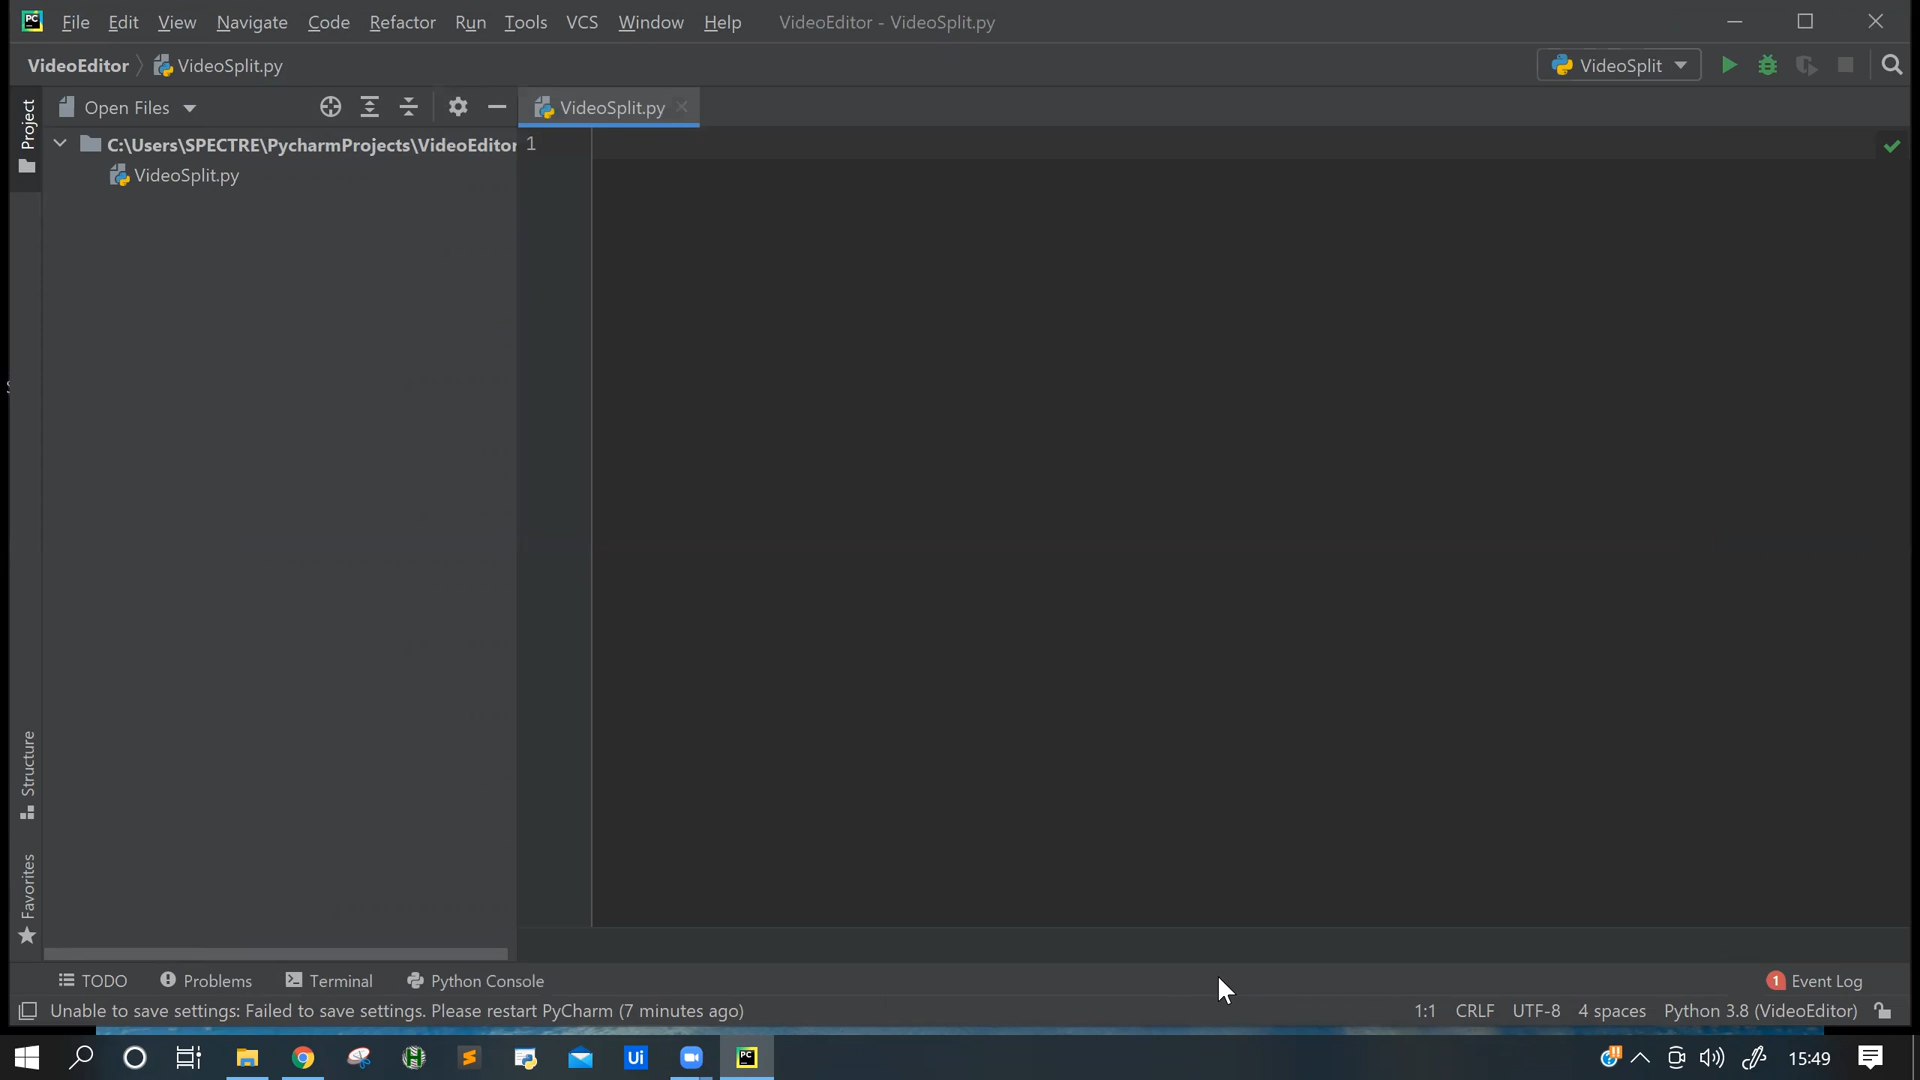 PC File Edit View Navigate Code Refactor Run Tools VCS Window Help VideoEditor - VideoSplit.py
VideoEditor VideoSplit.py VideoSplit
Project Open Files VideoSplit.py
C:\Users\SPECTRE\PycharmProjects\VideoEditor 1
VideoSplit.py
Structure
Favorites
TODO Problems Terminal Python Console 1 Event Log
Unable to save settings: Failed to save settings. Please restart PyCharm (7 minutes ago) 1:1 CRLF UTF-8 4 spaces Python 3.8 (VideoEditor)
Ui PC 15:49